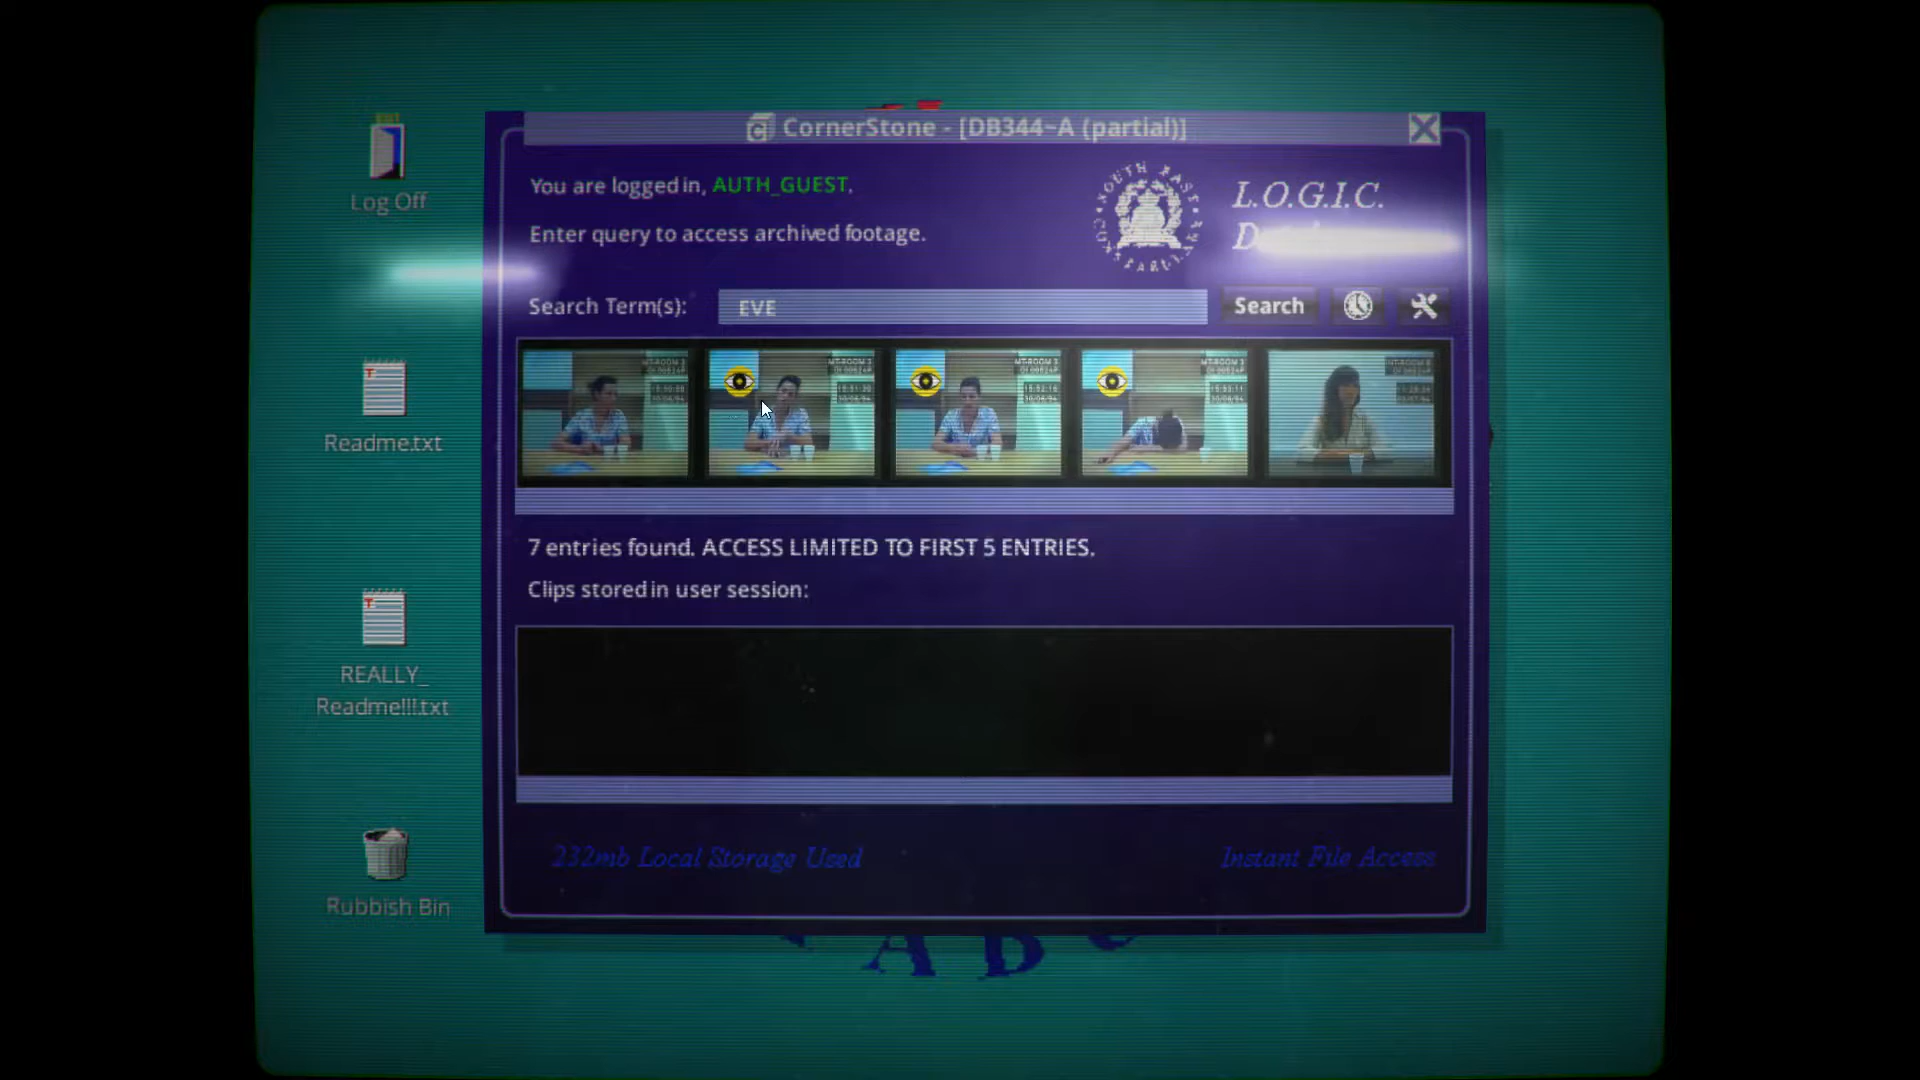 CornerStone - [DB344~A (partial)]
You are logged in, AUTH_GUEST.
Enter query to access archived footage.
SOUTH EAST
L.O.G.I.C.
Search Term(s):
EVE
Search
7 entries found. ACCESS LIMITED TO FIRST 5 ENTRIES.
Clips stored in user session:
232mb Local Storage Used
Instant File Access
Log Off
Readme.txt
REALLY_
Readme!!!.txt
Rubbish Bin